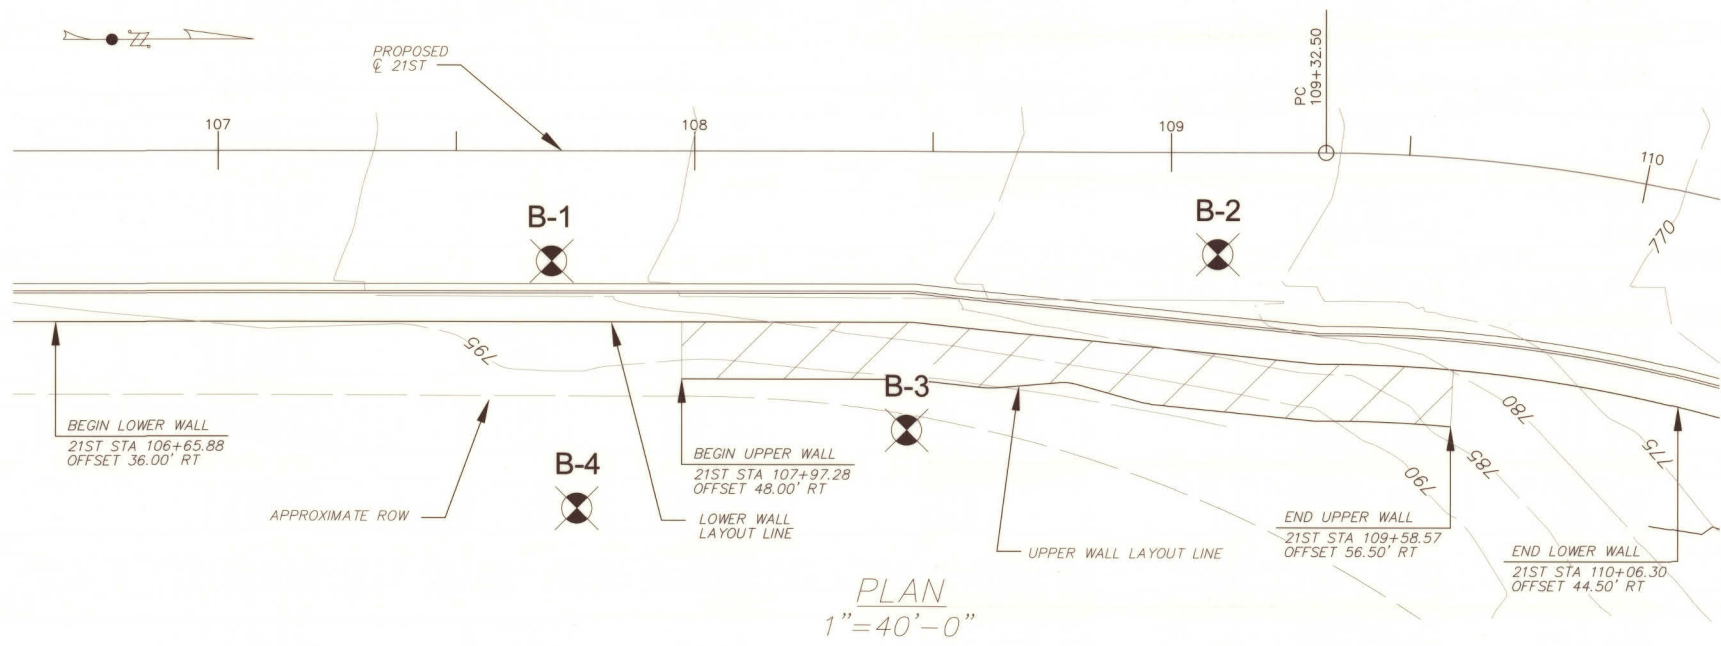 N
PROPOSED
℄ 21ST
PC
109+32.50
107
108
109
110
B-1
B-2
770
795
B-3
780
775
785
790
BEGIN LOWER WALL
21ST STA 106+65.88
OFFSET 36.00' RT
BEGIN UPPER WALL
21ST STA 107+97.28
OFFSET 48.00' RT
B-4
APPROXIMATE ROW
LOWER WALL
LAYOUT LINE
UPPER WALL LAYOUT LINE
END UPPER WALL
21ST STA 109+58.57
OFFSET 56.50' RT
END LOWER WALL
21ST STA 110+06.30
OFFSET 44.50' RT
PLAN
1"=40'-0"